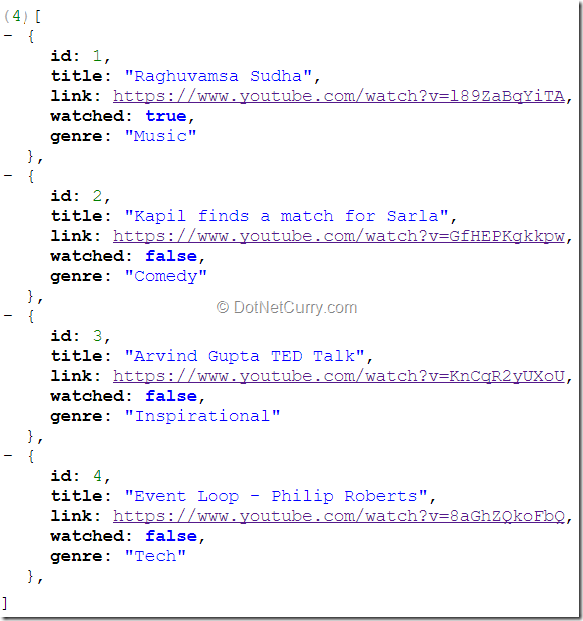 (4)[
− {
id: 1,
title: "Raghuvamsa Sudha",
link: https://www.youtube.com/watch?v=l89ZaBqYiTA,
watched: true,
genre: "Music"
},
− {
id: 2,
title: "Kapil finds a match for Sarla",
link: https://www.youtube.com/watch?v=GfHEPKgkkpw,
watched: false,
genre: "Comedy"
},
© DotNetCurry.com
− {
id: 3,
title: "Arvind Gupta TED Talk",
link: https://www.youtube.com/watch?v=KnCqR2yUXoU,
watched: false,
genre: "Inspirational"
},
− {
id: 4,
title: "Event Loop - Philip Roberts",
link: https://www.youtube.com/watch?v=8aGhZQkoFbQ,
watched: false,
genre: "Tech"
},
]